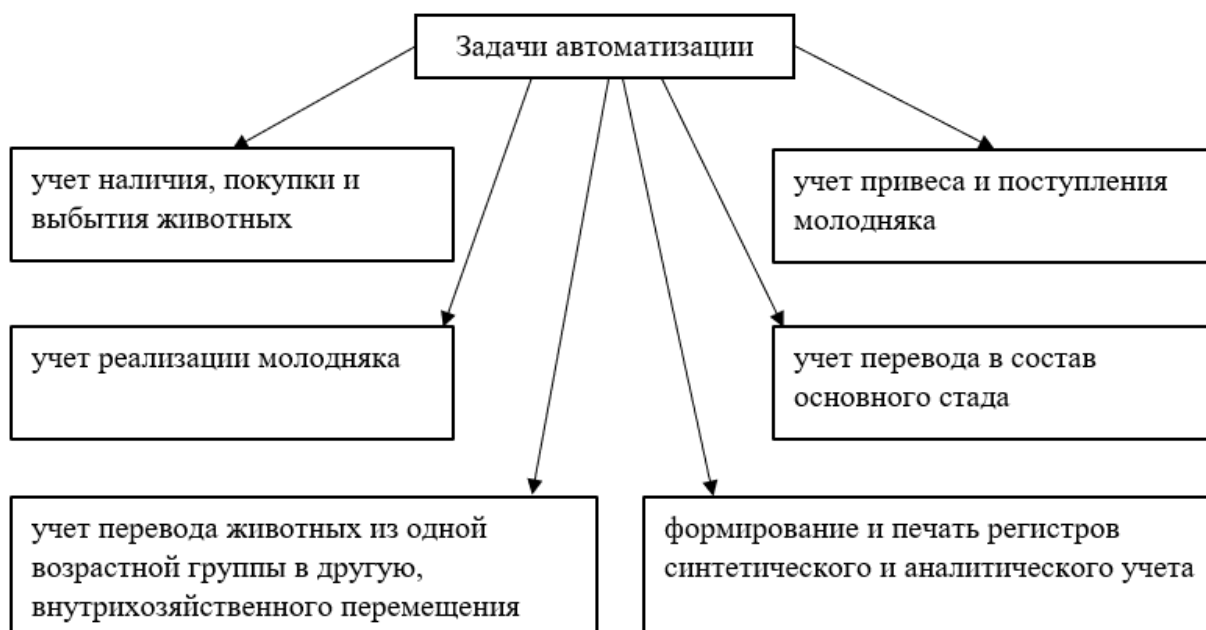 Задачи автоматизации
учет наличия, покупки и
выбытия животных
учет привеса и поступления
молодняка
учет реализации молодняка
учет перевода в состав
основного стада
учет перевода животных из одной
возрастной группы в другую,
внутрихозяйственного перемещения
формирование и печать регистров
синтетического и аналитического учета